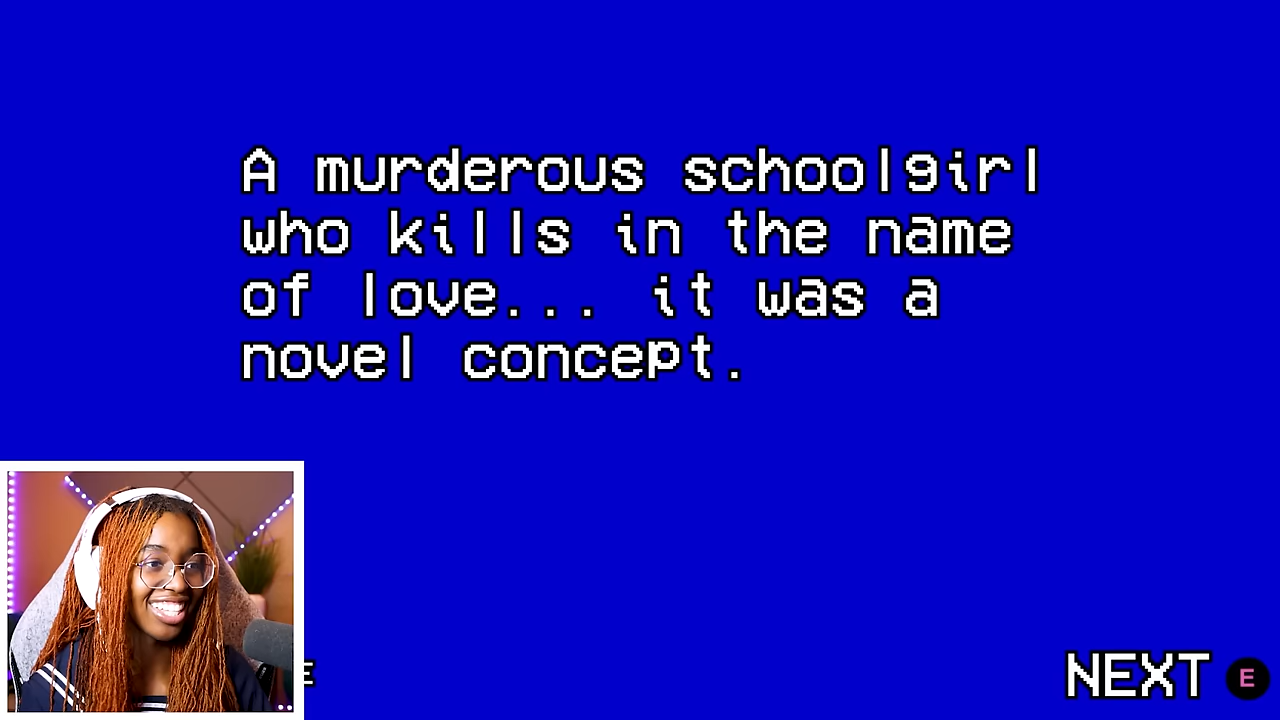 A murderous schoolgirl
who kills in the name
of love... it was a
novel concept.
NEXT E